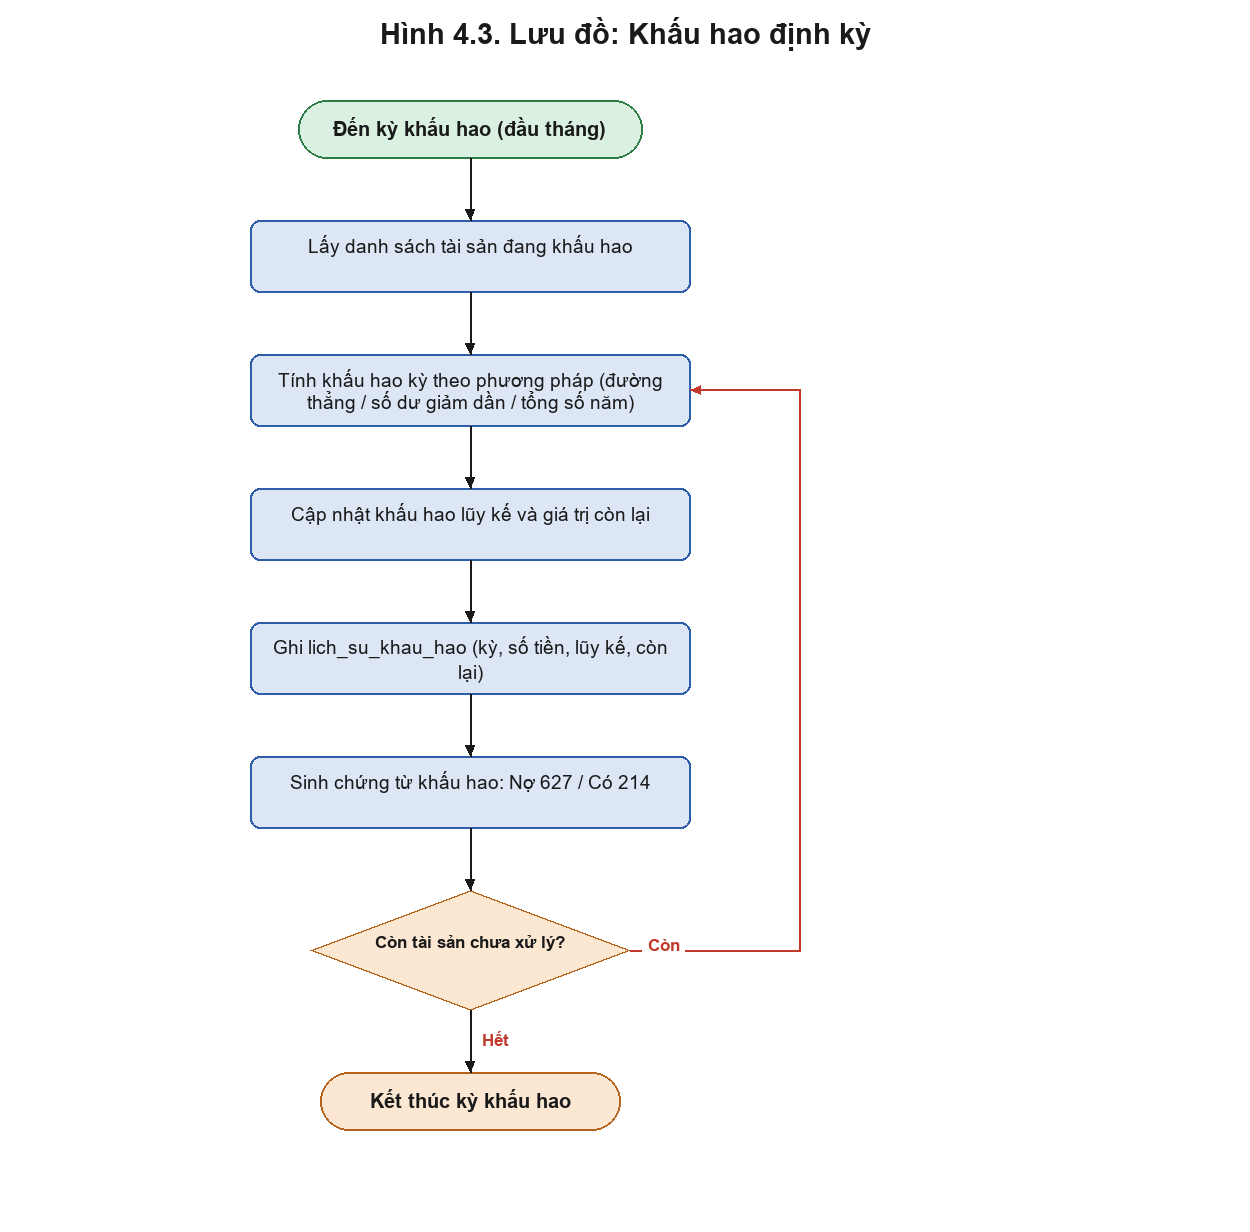 Hình 4.3. Lưu đồ: Khấu hao định kỳ
Đến kỳ khấu hao (đầu tháng)
Lấy danh sách tài sản đang khấu hao
Tính khấu hao kỳ theo phương pháp (đường
thẳng / số dư giảm dần / tổng số năm)
Cập nhật khấu hao lũy kế và giá trị còn lại
Ghi lich_su_khau_hao (kỳ, số tiền, lũy kế, còn
lại)
Sinh chứng từ khấu hao: Nợ 627 / Có 214
Còn tài sản chưa xử lý?
Còn
Hết
Kết thúc kỳ khấu hao